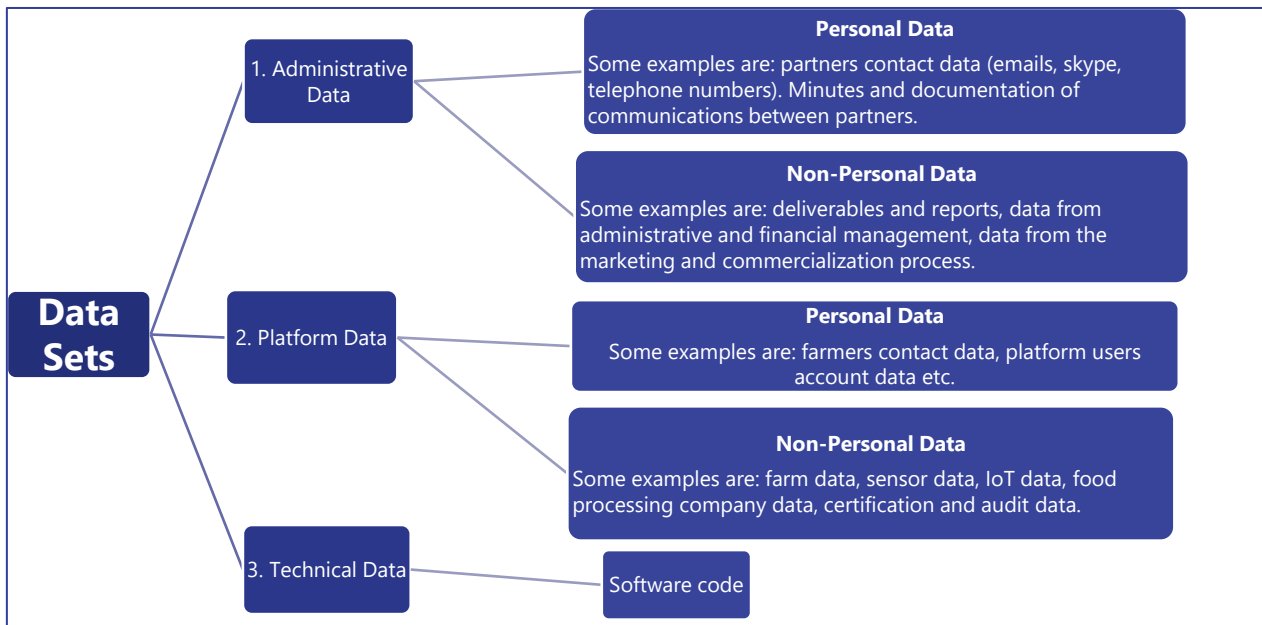 Data
Sets
1. Administrative
Data
Personal Data
Some examples are: partners contact data (emails, skype,
telephone numbers). Minutes and documentation of
communications between partners.
Non-Personal Data
Some examples are: deliverables and reports, data from
administrative and financial management, data from the
marketing and commercialization process.
2. Platform Data
Personal Data
Some examples are: farmers contact data, platform users
account data etc.
Non-Personal Data
Some examples are: farm data, sensor data, IoT data, food
processing company data, certification and audit data.
3. Technical Data
Software code